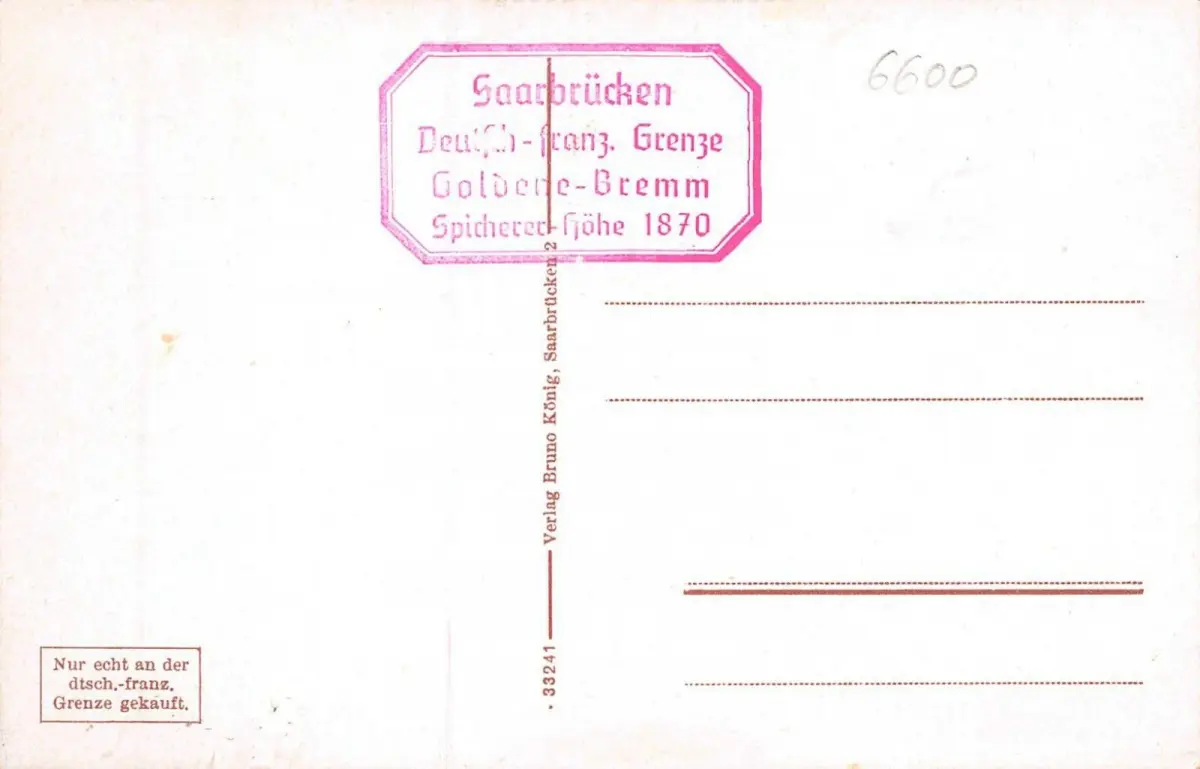 Saarbrücken
Deutsch-franz. Grenze
Goldene-Bremm
Spicherer-Höhe 1870
6600
33241 Verlag Bruno König, Saarbrücken 2
Nur echt an der
dtsch.-franz.
Grenze gekauft.